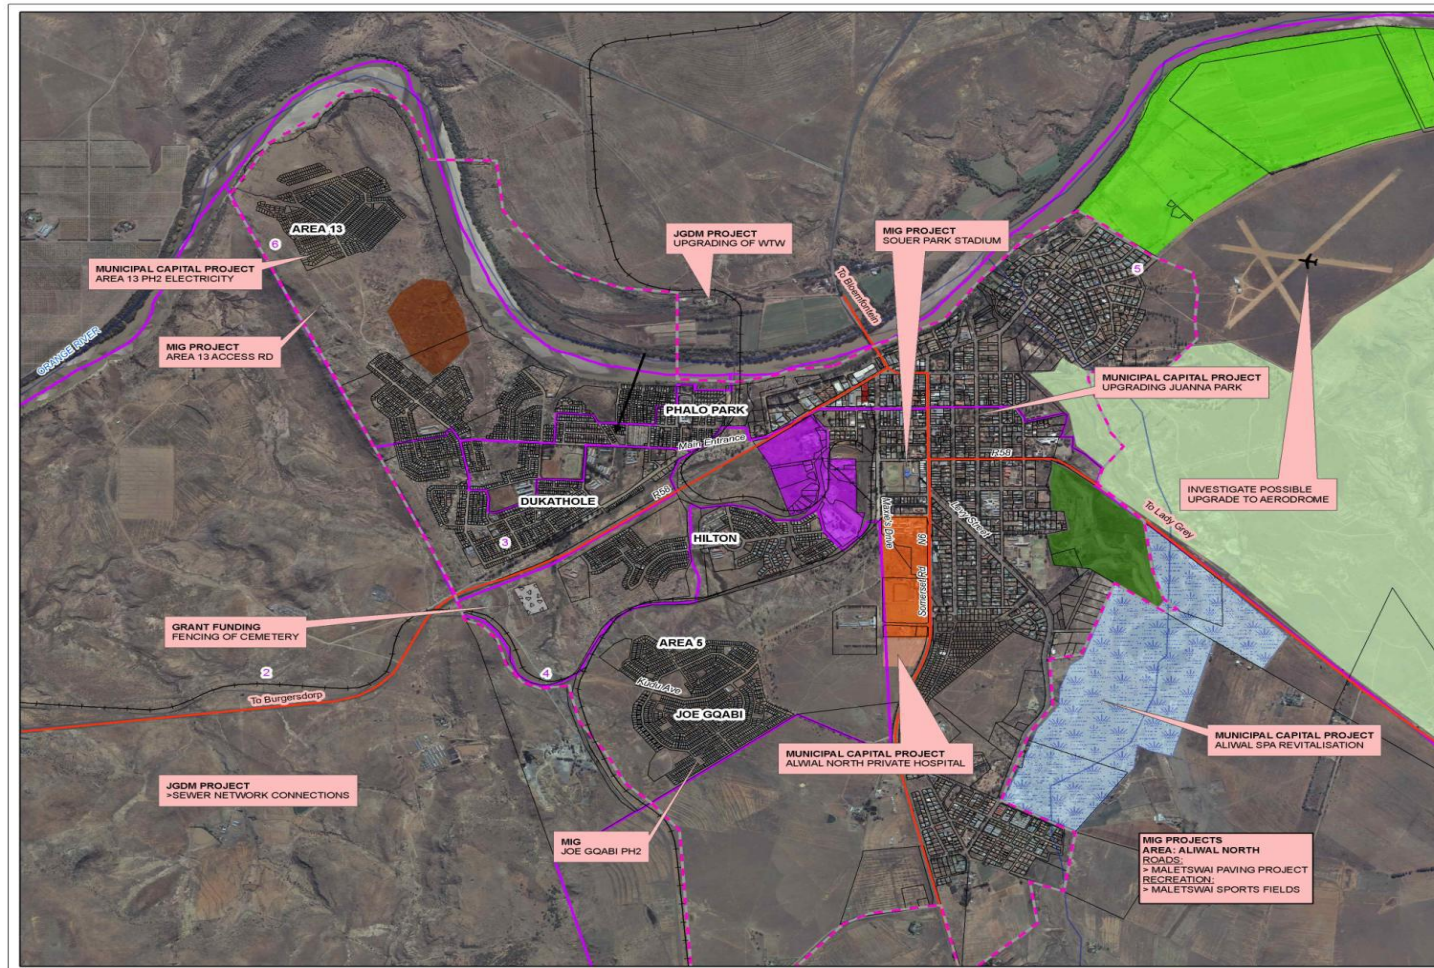 JGDM PROJECT
UPGRADING OF WTW
MIG PROJECT
SOUER PARK STADIUM
AREA 13
6
MUNICIPAL CAPITAL PROJECT
AREA 13 PH2 ELECTRICITY
To Bloemfontein
5
ORANGE RIVER
MIG PROJECT
AREA 13 ACCESS RD
MUNICIPAL CAPITAL PROJECT
UPGRADING JUANNA PARK
PHALO PARK
Main Entrance
R58
R58
INVESTIGATE POSSIBLE
UPGRADE TO AERODROME
DUKATHOLE
To Lady Grey
3
HILTON
Somerset Rd
N6
GRANT FUNDING
FENCING OF CEMETERY
AREA 5
2
4
Kudu Ave
To Burgersdorp
JOE GQABI
MUNICIPAL CAPITAL PROJECT
ALIWAL SPA REVITALISATION
MUNICIPAL CAPITAL PROJECT
ALWIAL NORTH PRIVATE HOSPITAL
JGDM PROJECT
>SEWER NETWORK CONNECTIONS
MIG
JOE GQABI PH2
MIG PROJECTS
AREA: ALIWAL NORTH
ROADS:
> MALETSWAI PAVING PROJECT
RECREATION:
> MALETSWAI SPORTS FIELDS